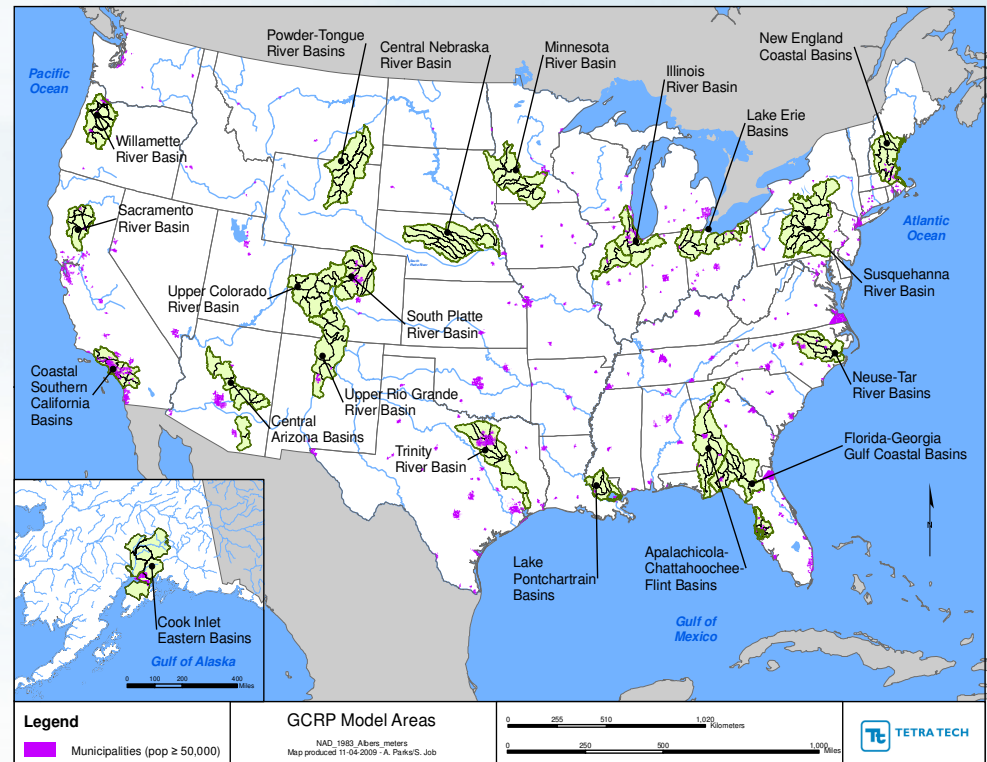 Powder-Tongue
River Basins
Central Nebraska
River Basin
Minnesota
River Basin
New England
Coastal Basins
Pacific
Ocean
Illinois
River Basin
Lake Erie
Basins
Willamette
River Basin
Sacramento
River Basin
Atlantic
Ocean
Susquehanna
River Basin
Upper Colorado
River Basin
South Platte
River Basin
Coastal
Southern
California
Basins
Upper Rio Grande
River Basin
Neuse-Tar
River Basins
Central
Arizona Basins
Trinity
River Basin
Florida-Georgia
Gulf Coastal Basins
N
Lake
Pontchartrain
Basins
Apalachicola-
Chattahoochee-
Flint Basins
Gulf of
Mexico
Cook Inlet
Eastern Basins
Gulf of Alaska
0 100 200 400
Miles
Legend
Municipalities (pop ≥ 50,000)
GCRP Model Areas
NAD_1983_Albers_meters
Map produced 11-04-2009 - A. Parks/S. Job
0 255 510 1,020
Kilometers
0 250 500 1,000
Miles
Tt TETRA TECH